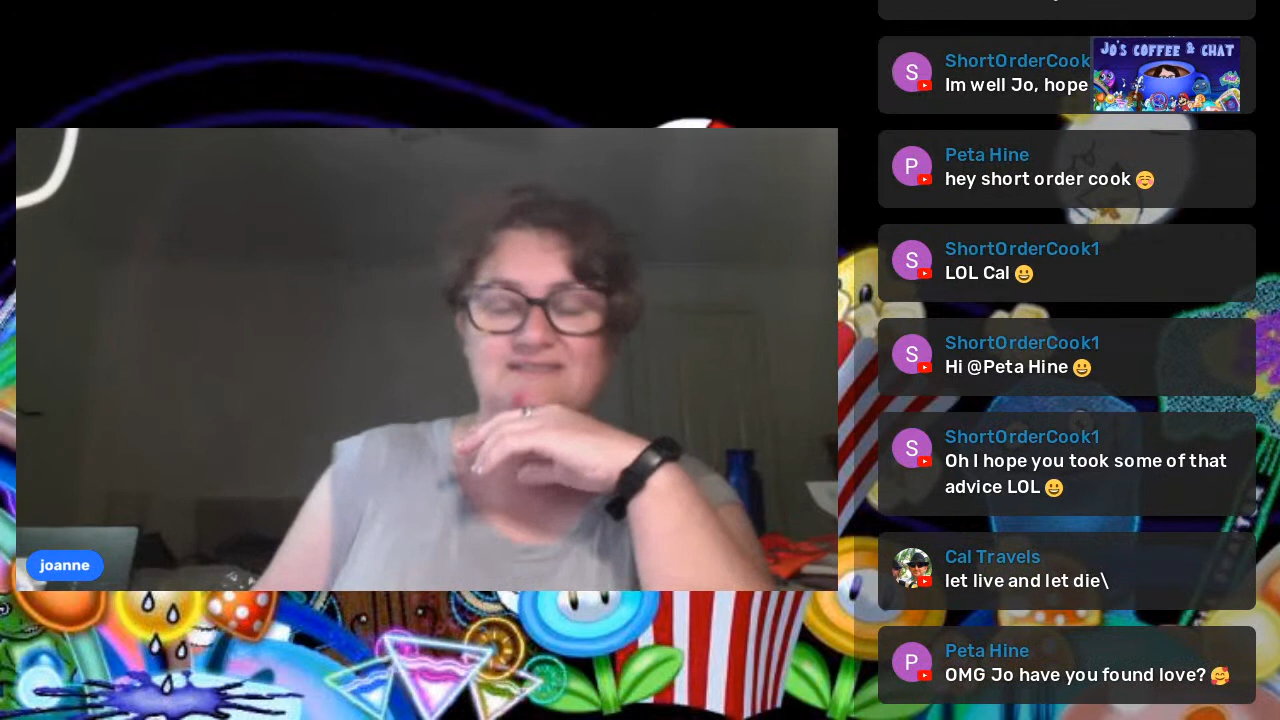 ShortOrderCook
Im well Jo, hope
JO'S COFFEE & CHAT
Peta Hine
hey short order cook ☺️
ShortOrderCook1
LOL Cal 😀
ShortOrderCook1
Hi @Peta Hine 😀
ShortOrderCook1
Oh I hope you took some of that
advice LOL 😀
Cal Travels
let live and let die\
Peta Hine
OMG Jo have you found love? 🥰
joanne
S
P
S
S
S
P